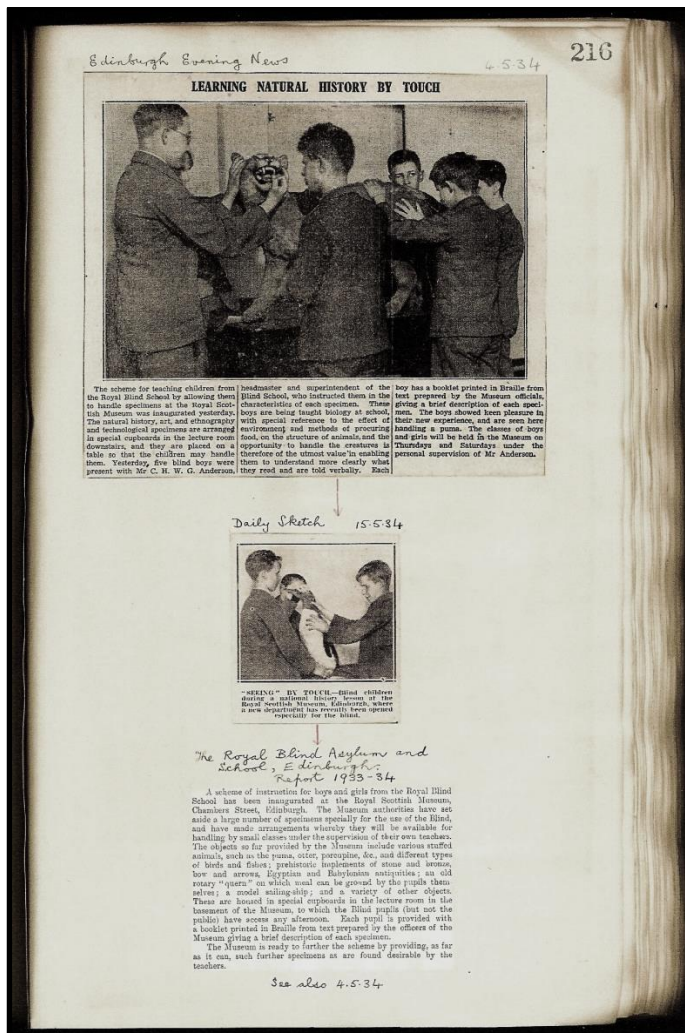 216
Edinburgh Evening News 4.5.34
LEARNING NATURAL HISTORY BY TOUCH
The scheme for teaching children from
the Royal Blind School by allowing them
to handle specimens at the Royal Scot-
tish Museum was inaugurated yesterday.
The natural history, art, and ethnography
and technological specimens are arranged
in special cupboards in the lecture room
downstairs, and they are placed on a
table so that the children may handle
them. Yesterday, five blind boys were
present with Mr C. H. W. G. Anderson,
headmaster and superintendent of the
Blind School, who instructed them in the
characteristics of each specimen. These
boys are being taught biology at school,
with special reference to the effect of
environment and methods of procuring
food, on the structure of animals, and the
opportunity to handle the creatures is
therefore of the utmost value in enabling
them to understand more clearly what
they read and are told verbally. Each
boy has a booklet printed in Braille from
text prepared by the Museum officials,
giving a brief description of each speci-
men. The boys showed keen pleasure in
their new experience, and are seen here
handling a puma. The classes of boys
and girls will be held in the Museum on
Thursdays and Saturdays under the
personal supervision of Mr Anderson.
Daily Sketch 15.5.34
"SEEING" BY TOUCH.—Blind children
during a national history lesson at the
Royal Scottish Museum, Edinburgh, where
a new department has recently been opened
especially for the blind.
The Royal Blind Asylum and
School, Edinburgh.
Report 1933-34
A scheme of instruction for boys and girls from the Royal Blind
School has been inaugurated at the Royal Scottish Museum,
Chambers Street, Edinburgh. The Museum authorities have set
aside a large number of specimens specially for the use of the Blind,
and have made arrangements whereby they will be available for
handling by small classes under the supervision of their own teachers.
The objects so far provided by the Museum include various stuffed
animals, such as the puma, otter, porcupine, &c., and different types
of birds and fishes; prehistoric implements of stone and bronze,
bow and arrows, Egyptian and Babylonian antiquities; an old
rotary "quern" on which meal can be ground by the pupils them
selves; a model sailing-ship; and a variety of other objects.
These are housed in special cupboards in the lecture room in the
basement of the Museum, to which the Blind pupils (but not the
public) have access any afternoon. Each pupil is provided with
a booklet printed in Braille from text prepared by the officers of the
Museum giving a brief description of each specimen.
The Museum is ready to further the scheme by providing, as far
as it can, such further specimens as are found desirable by the
teachers.
See also 4.5.34